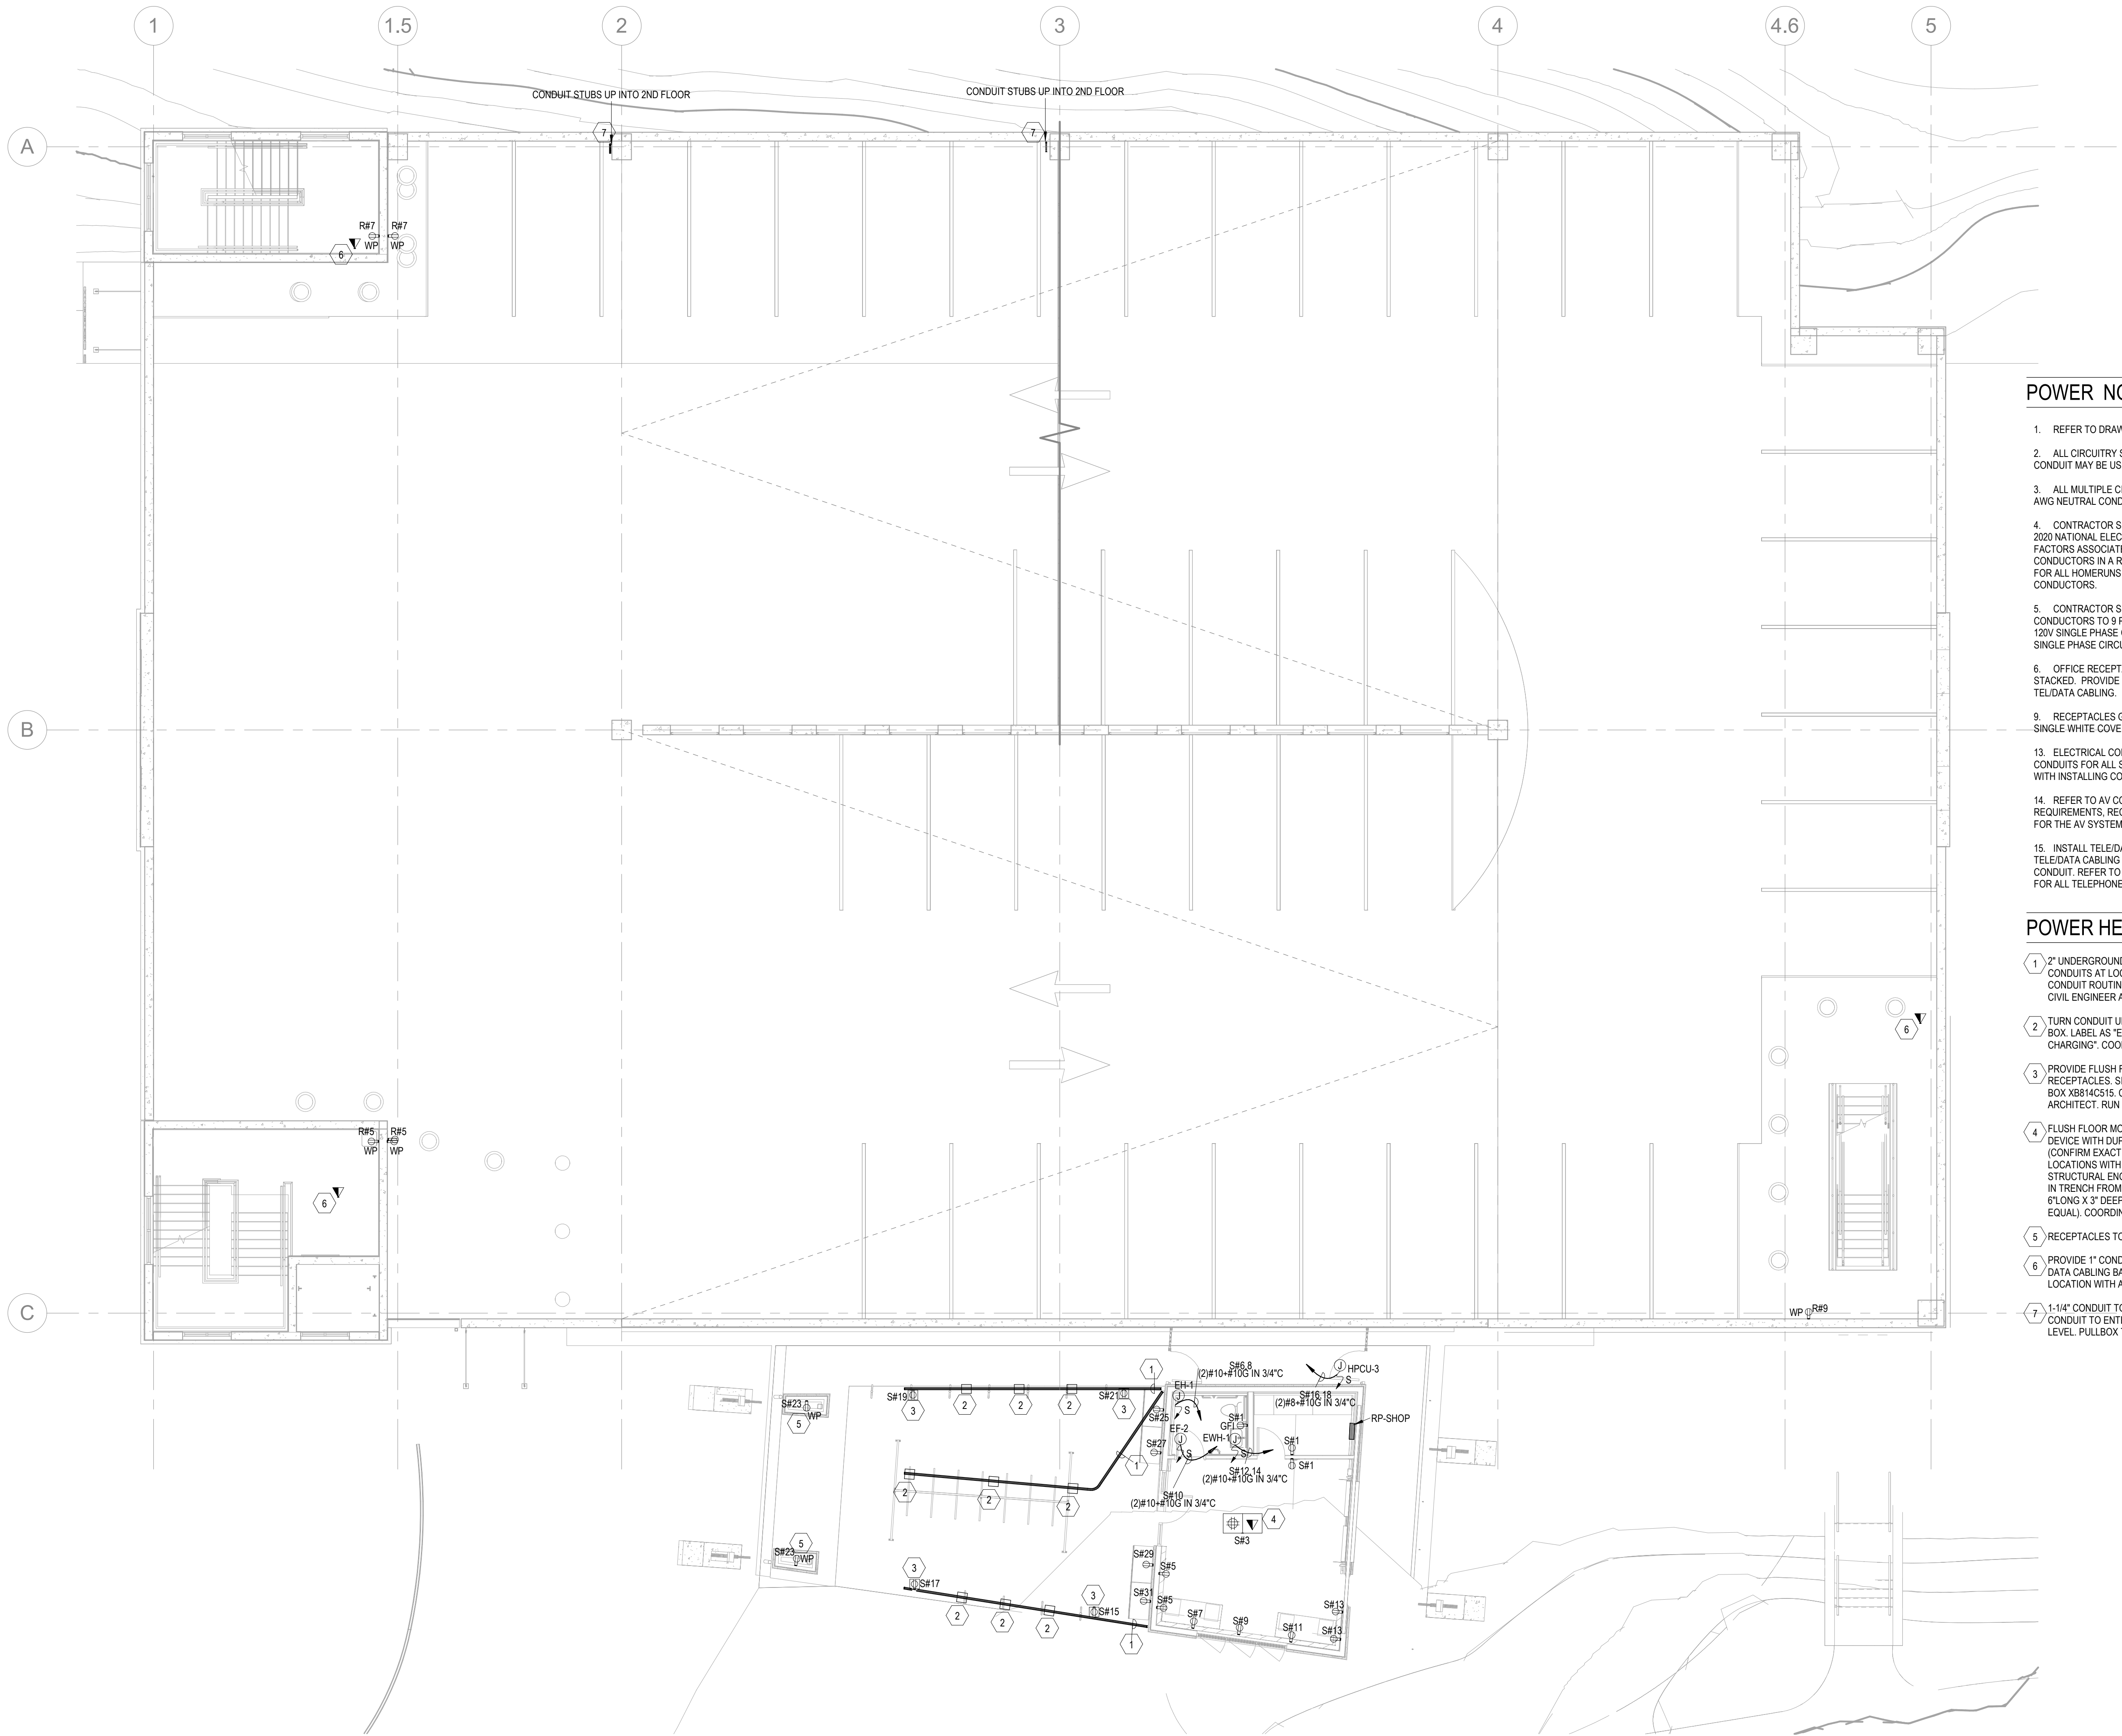 1
1.5
2
3
4
4.6
5
CONDUIT STUBS UP INTO 2ND FLOOR
CONDUIT STUBS UP INTO 2ND FLOOR
7
7
A
R#7
R#7
WP
WP
6
B
6
R#5
R#5
WP
WP
6
C
WP
R#9
1
S#6,8
(2)#10+#10G IN 3/4"C
J
HPCU-3
S
S#16,18
(2)#8+#10G IN 3/4"C
EH-1
J
S
S#19
S#21
3
2
2
2
3
S#23
WP
5
S#25
S#1
GFI
RP-SHOP
EF-2
J
EWH-1
J
S#27
S
S
S#1
S#1
1
S#12,14
(2)#10+#10G IN 3/4"C
2
2
2
S#10
(2)#10+#10G IN 3/4"C
4
S#3
5
S#23
WP
S#29
S#5
3
S#17
S#31
S#5
3
S#15
2
2
2
S#7
S#9
S#11
S#13
S#13
1
POWER NO
1. REFER TO DRAW
2. ALL CIRCUITRY S
CONDUIT MAY BE US
3. ALL MULTIPLE CI
AWG NEUTRAL COND
4. CONTRACTOR S
2020 NATIONAL ELEC
FACTORS ASSOCIATE
CONDUCTORS IN A R
FOR ALL HOMERUNS
CONDUCTORS.
5. CONTRACTOR S
CONDUCTORS TO 9 F
120V SINGLE PHASE
SINGLE PHASE CIRCU
6. OFFICE RECEPT
STACKED. PROVIDE
TEL/DATA CABLING.
9. RECEPTACLES G
SINGLE WHITE COVE
13. ELECTRICAL CO
CONDUITS FOR ALL S
WITH INSTALLING CO
14. REFER TO AV CO
REQUIREMENTS, REC
FOR THE AV SYSTEM
15. INSTALL TELE/DA
TELE/DATA CABLING
CONDUIT. REFER TO
FOR ALL TELEPHONE
POWER HE
1 2" UNDERGROUND
CONDUITS AT LOC
CONDUIT ROUTIN
CIVIL ENGINEER A
2 TURN CONDUIT U
BOX. LABEL AS "E
CHARGING". COO
3 PROVIDE FLUSH F
RECEPTACLES. S
BOX XB814C515. C
ARCHITECT. RUN
4 FLUSH FLOOR MO
DEVICE WITH DUP
(CONFIRM EXACT
LOCATIONS WITH
STRUCTURAL ENG
IN TRENCH FROM
6"LONG X 3" DEEP
EQUAL). COORDIN
5 RECEPTACLES TO
6 PROVIDE 1" COND
DATA CABLING BA
LOCATION WITH A
7 1-1/4" CONDUIT TO
CONDUIT TO ENT
LEVEL. PULLBOX